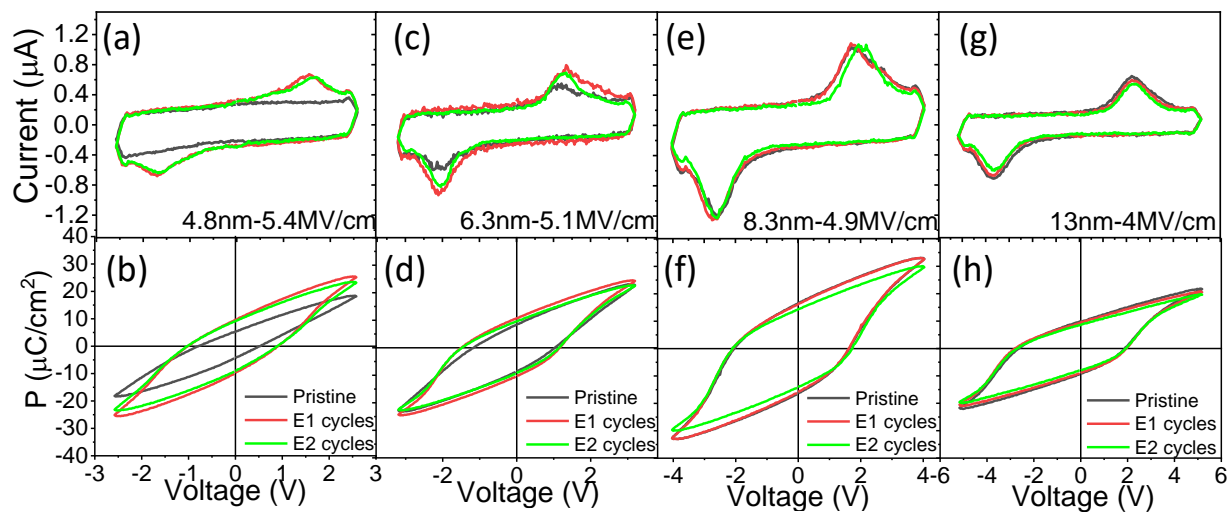 (a) (c) (e) (g)
Current (μA)
1.2
0.8
0.4
0.0
-0.4
-0.8
-1.2
4.8nm-5.4MV/cm 6.3nm-5.1MV/cm 8.3nm-4.9MV/cm 13nm-4MV/cm
(b) (d) (f) (h)
P (μC/cm²)
40
30
20
10
0
-10
-20
-30
-40
Pristine Pristine Pristine Pristine
E1 cycles E1 cycles E1 cycles E1 cycles
E2 cycles E2 cycles E2 cycles E2 cycles
-3 -2 -1 0 1 2 3 -2 0 2 4 -4 -2 0 2 4 -6 -4 -2 0 2 4 6
Voltage (V) Voltage (V) Voltage (V) Voltage (V)